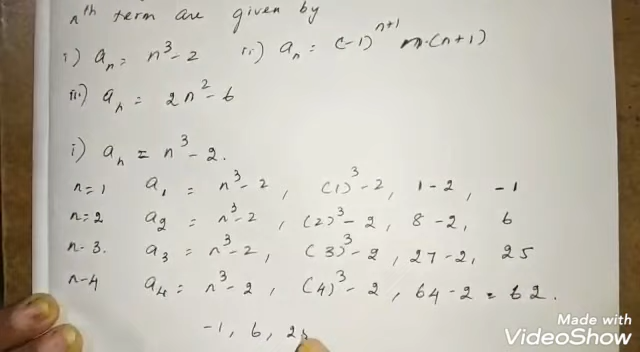 nth term are given by
i) aₙ = n³ - 2 ii) aₙ = (-1)ⁿ⁺¹ n·(n+1)
iii) aₙ = 2n² - 6
i) aₙ = n³ - 2.
n=1 a₁ = n³-2, (1)³-2, 1-2, -1
n=2 a₂ = n³-2, (2)³-2, 8-2, 6
n-3. a₃ = n³-2, (3)³-2, 27-2, 25
n-4 a₄ = n³-2, (4)³-2, 64-2 = 62.
-1, 6, 2
Made with
VideoShow